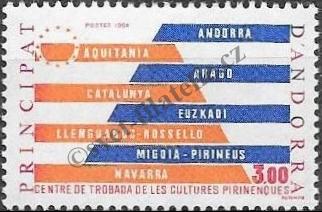 POSTES 1984
PRINCIPAT
D'ANDORRA
ANDORRA
AQUITANIA
ARAGO
CATALUNYA
EUZKADI
LLENGUADOC-ROSSELLO
MIGDIA-PIRINEUS
NAVARRA
3,00
CENTRE DE TROBADA DE LES CULTURES PIRINENQUES